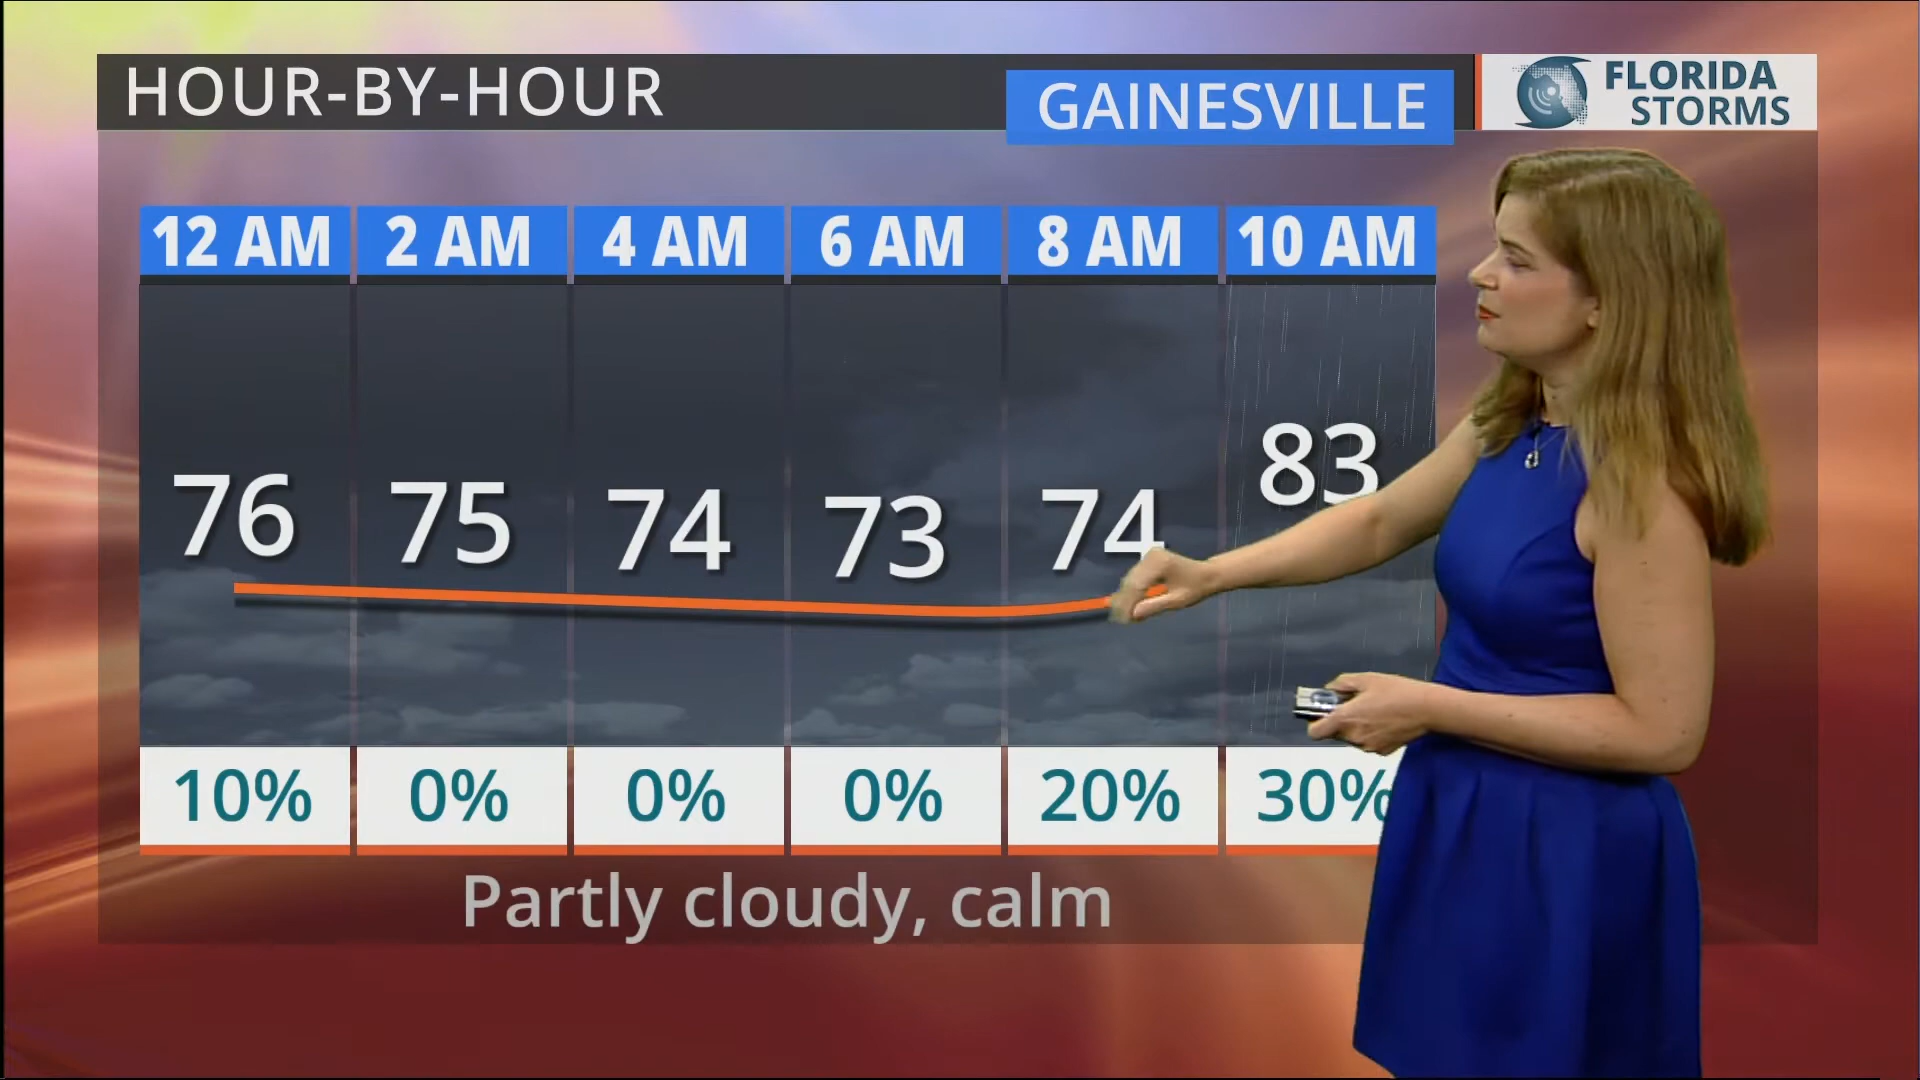 HOUR-BY-HOUR
GAINESVILLE
FLORIDA
STORMS
12 AM 2 AM 4 AM 6 AM 8 AM 10 AM
76 75 74 73 74 83
10% 0% 0% 0% 20% 30%
Partly cloudy, calm